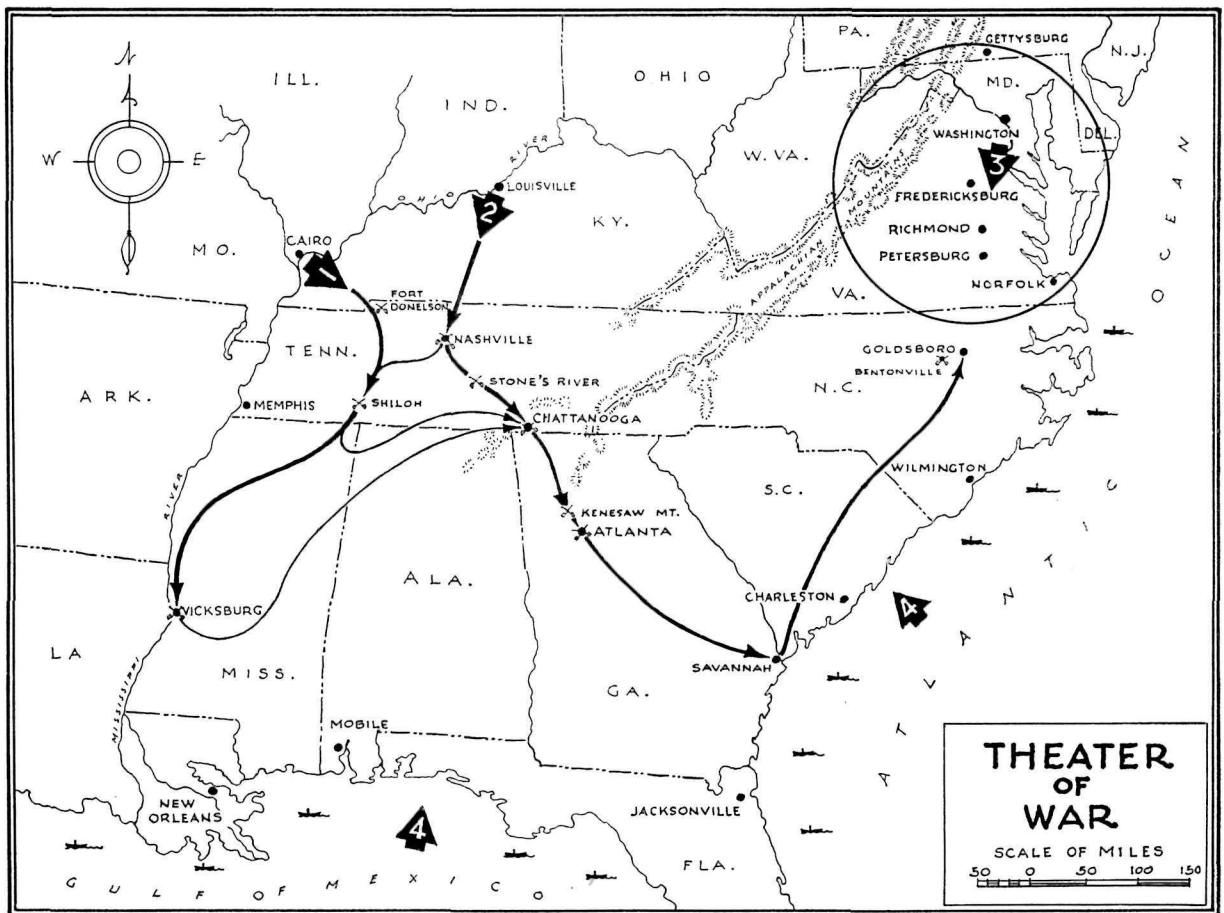 PA.
GETTYSBURG
N.J.
N
ILL.
OHIO
MD.
IND.
WASHINGTON
DEL.
W
E
RIVER
OHIO
LOUISVILLE
W.VA.
3
2
KY.
FREDERICKSBURG
MO.
CAIRO
1
APPALACHIAN
MOUNTAINS
RICHMOND
PETERSBURG
VA.
NORFOLK
FORT
DONELSON
TENN.
NASHVILLE
GOLDSBORO
BENTONVILLE
N.C.
STONE'S RIVER
ARK.
MEMPHIS
SHILOH
CHATTANOOGA
WILMINGTON
S.C.
RIVER
KENESAW MT.
ATLANTA
ALA.
VICKSBURG
CHARLESTON
4
LA
MISS.
SAVANNAH
GA.
MISSISSIPPI
MOBILE
NEW
ORLEANS
JACKSONVILLE
4
FLA.
GULF OF MEXICO
ATVANTIC
OCEAN
THEATER
OF
WAR
SCALE OF MILES
50 0 50 100 150